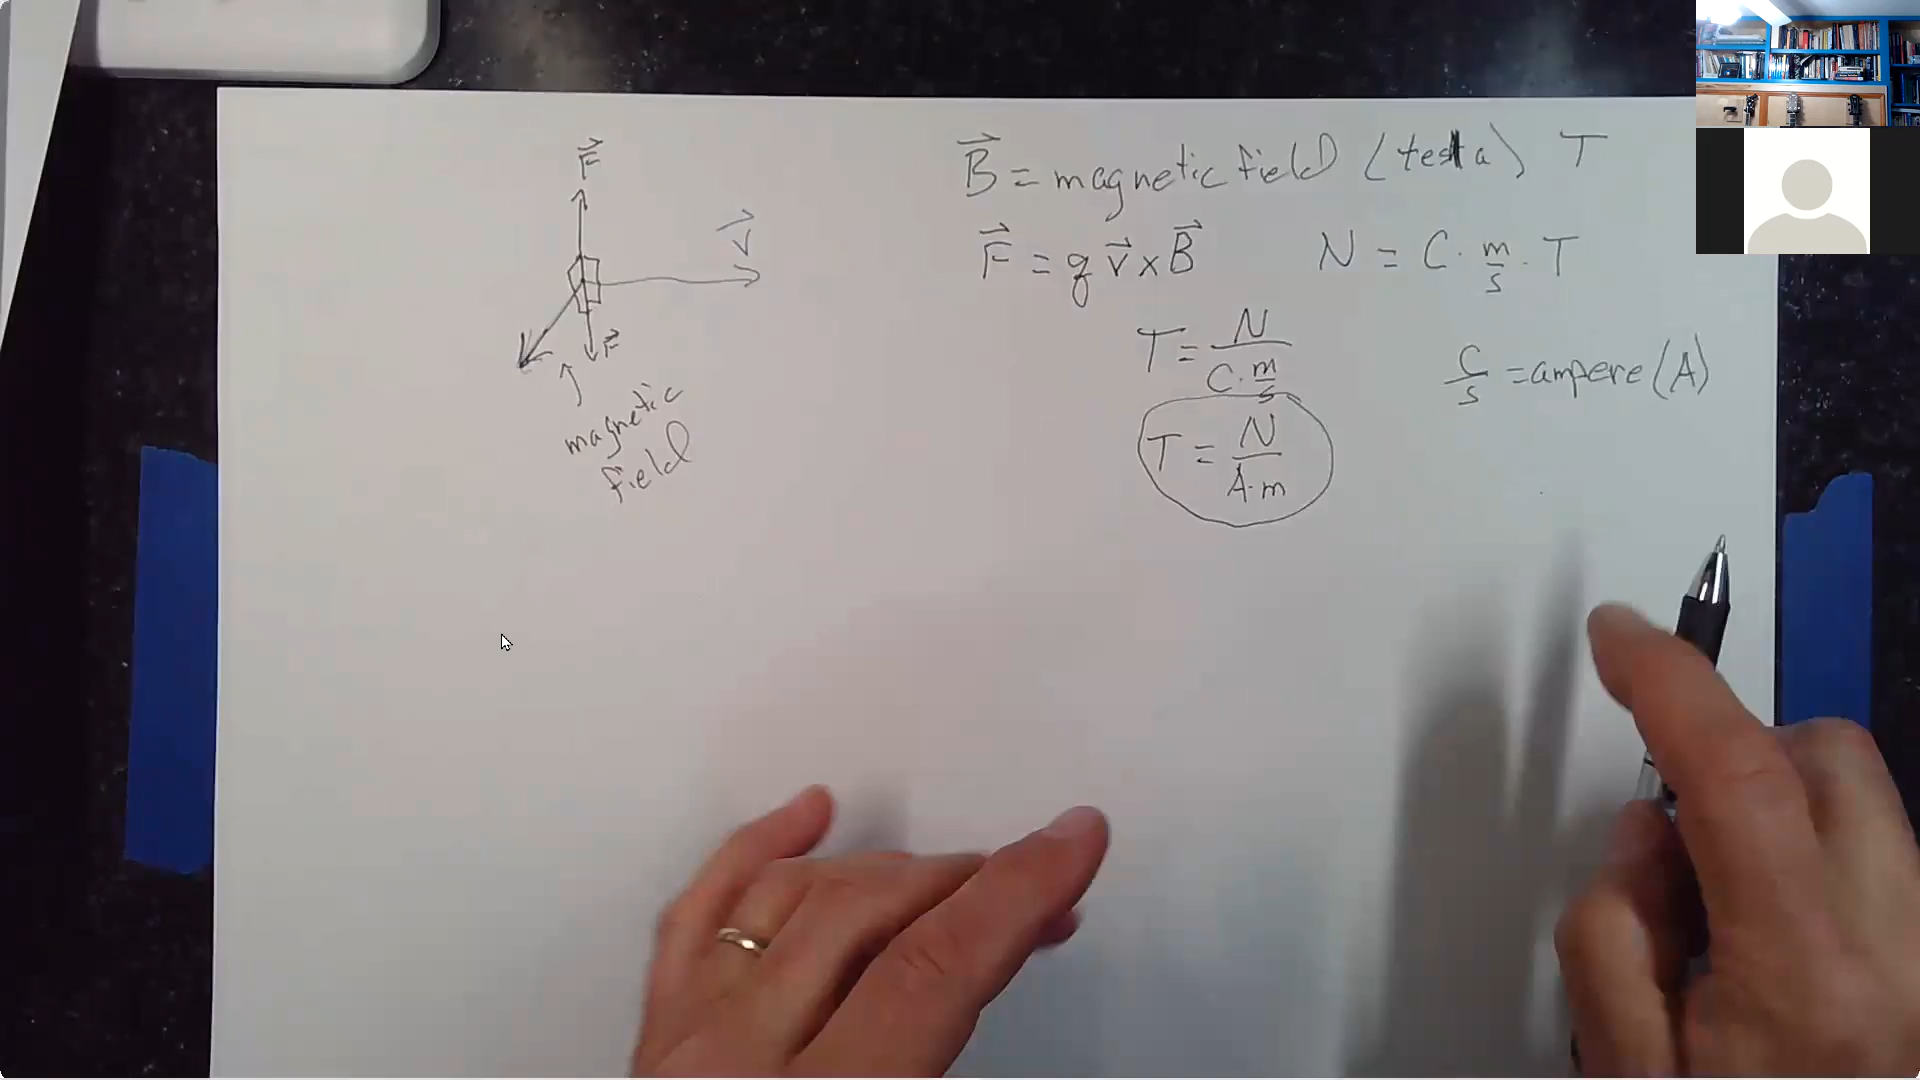 F⃗
v⃗
F⃗
magnetic
field
B⃗ = magnetic field (tesla) T
F⃗ = q v⃗ × B⃗ N = C · m/s · T
T = N/(C · m/s)
C/s = ampere (A)
T = N/(A·m)